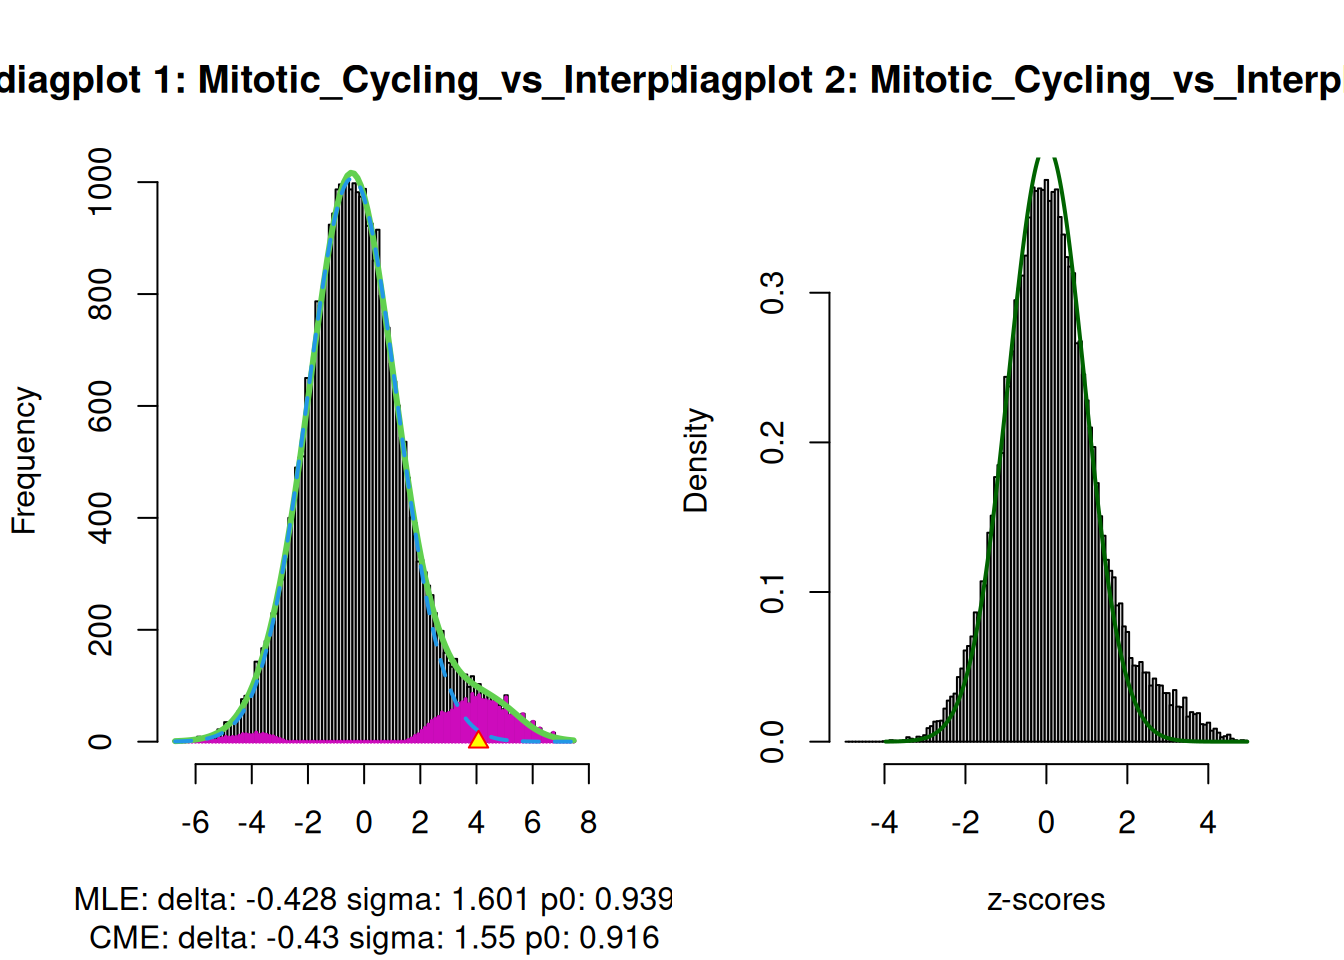 diagplot 1: Mitotic_Cycling_vs_Interp
diagplot 2: Mitotic_Cycling_vs_Interp
Frequency
0 200 400 600 800 1000
-6 -4 -2 0 2 4 6 8
MLE: delta: -0.428 sigma: 1.601 p0: 0.939
CME: delta: -0.43 sigma: 1.55 p0: 0.916
Density
0.0 0.1 0.2 0.3
-4 -2 0 2 4
z-scores